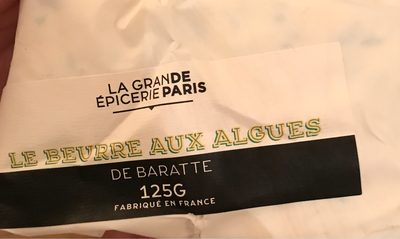 LA GRANDE
ÉPICERIE PARIS
LE BEURRE AUX ALGUES
DE BARATTE
125G
FABRIQUÉ EN FRANCE